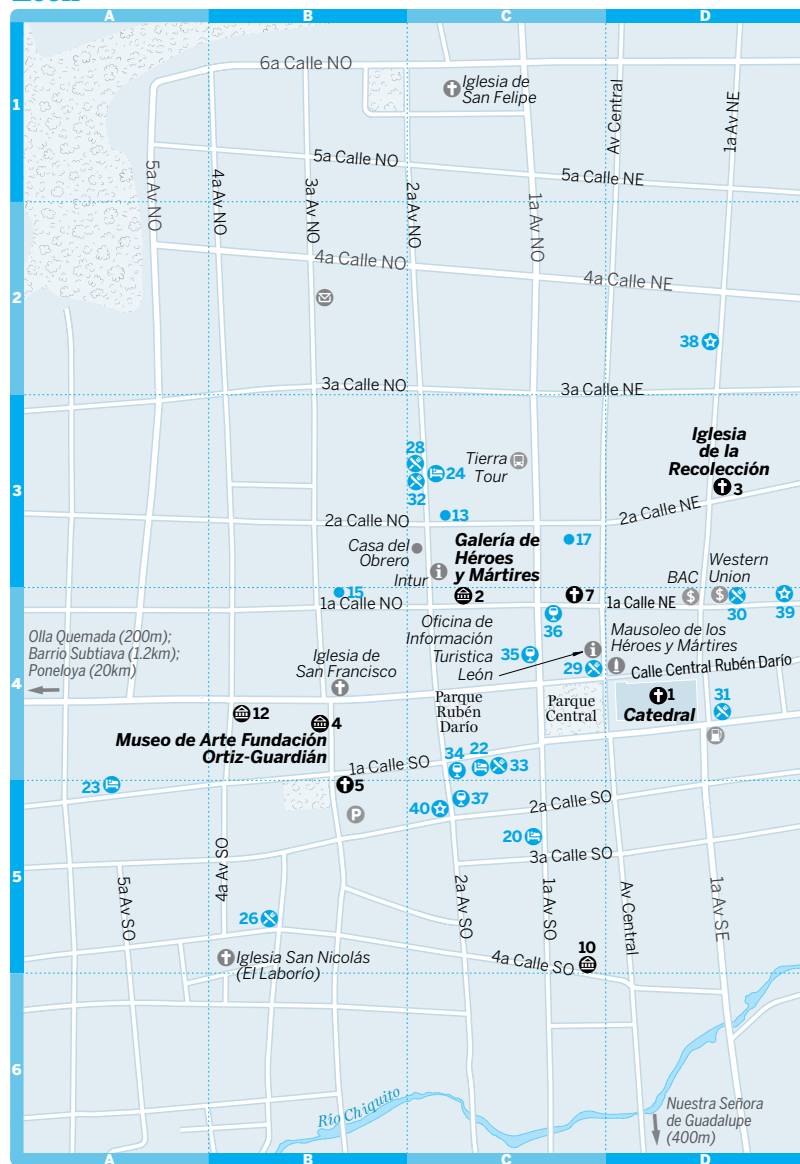 A B C D
6a Calle NO
Iglesia de
San Felipe
1
Av Central
1a Av NE
5a Calle NO
5a Av NO
4a Av NO
3a Av NO
2a Av NO
1a Av NO
5a Calle NE
4a Calle NO
4a Calle NE
2
38
3a Calle NO
3a Calle NE
28
Tierra
Tour
24
32
Iglesia
de la
Recolección
3
3
13
2a Calle NO
2a Calle NE
Casa del
Obrero
Galería de
Héroes
y Mártires
17
Intur
Western
Union
BAC
15
2
7
1a Calle NO
1a Calle NE
30
39
36
Olla Quemada (200m);
Barrio Subtiava (1.2km);
Poneloya (20km)
Oficina de
Información
Turistica
León
35
Mausoleo de los
Héroes y Mártires
Iglesia de
San Francisco
29
Calle Central Rubén Darío
4
Parque
Rubén
Darío
Parque
Central
1
Catedral
31
12
4
Museo de Arte Fundación
Ortiz-Guardián
1a Calle SO
34
22
33
23
5
37
40
2a Calle SO
20
3a Calle SO
5
5a Av SO
4a Av SO
2a Av SO
1a Av SO
Av Central
1a Av SE
26
10
Iglesia San Nicolás
(El Laborío)
4a Calle SO
6
Río Chiquito
Nuestra Señora
de Guadalupe
(400m)
A B C D